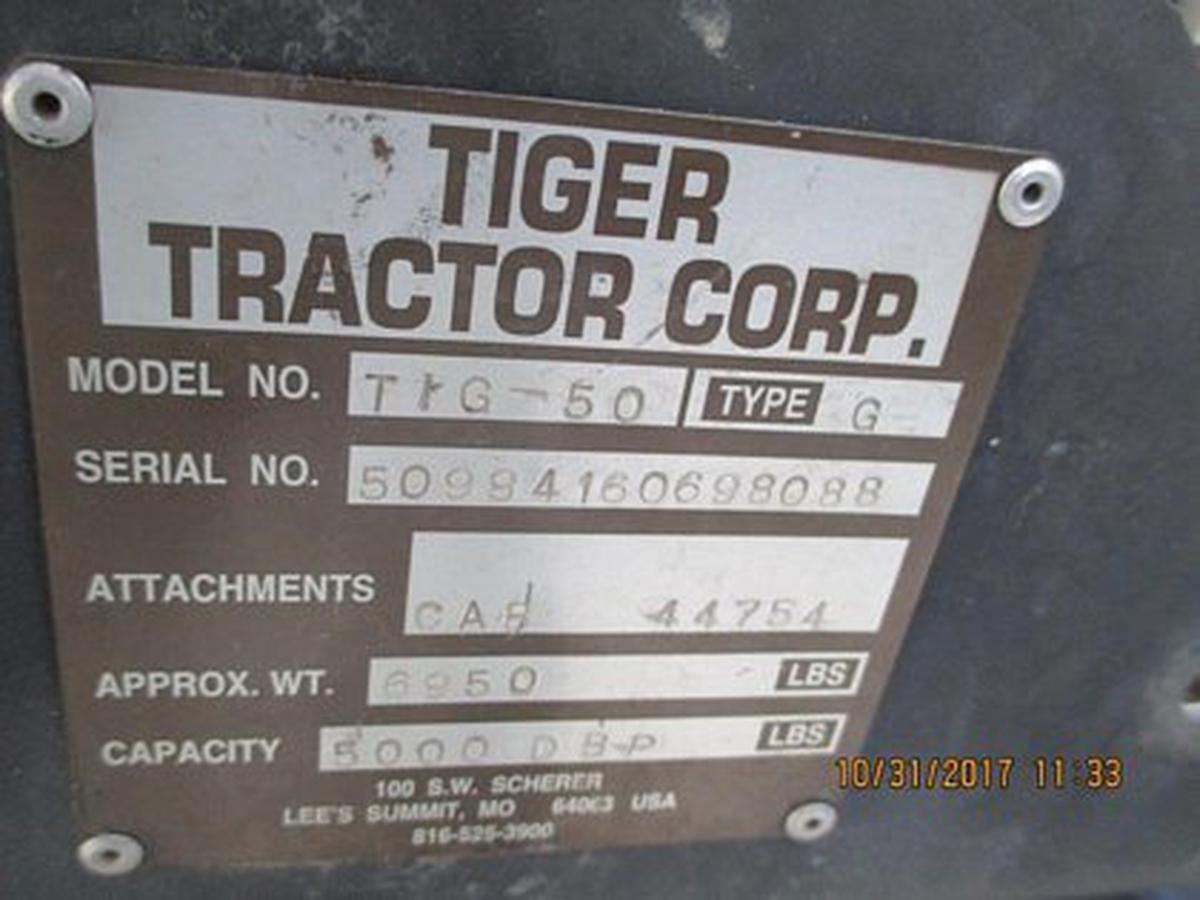 TIGER
TRACTOR CORP.
MODEL NO. TIG-50 TYPE G
SERIAL NO.
ATTACHMENTS
CAB 44754
APPROX. WT. 6950 LBS
CAPACITY 5000 DBP LBS
100 S.W. SCHERER
LEE'S SUMMIT, MO 64063 USA
816-525-3900
10/31/2017 11:33